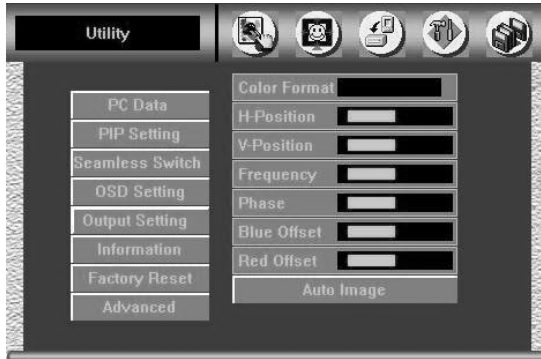 Utility
PC Data
PIP Setting
Seamless Switch
OSD Setting
Output Setting
Information
Factory Reset
Advanced
Color Format
H-Position
V-Position
Frequency
Phase
Blue Offset
Red Offset
Auto Image